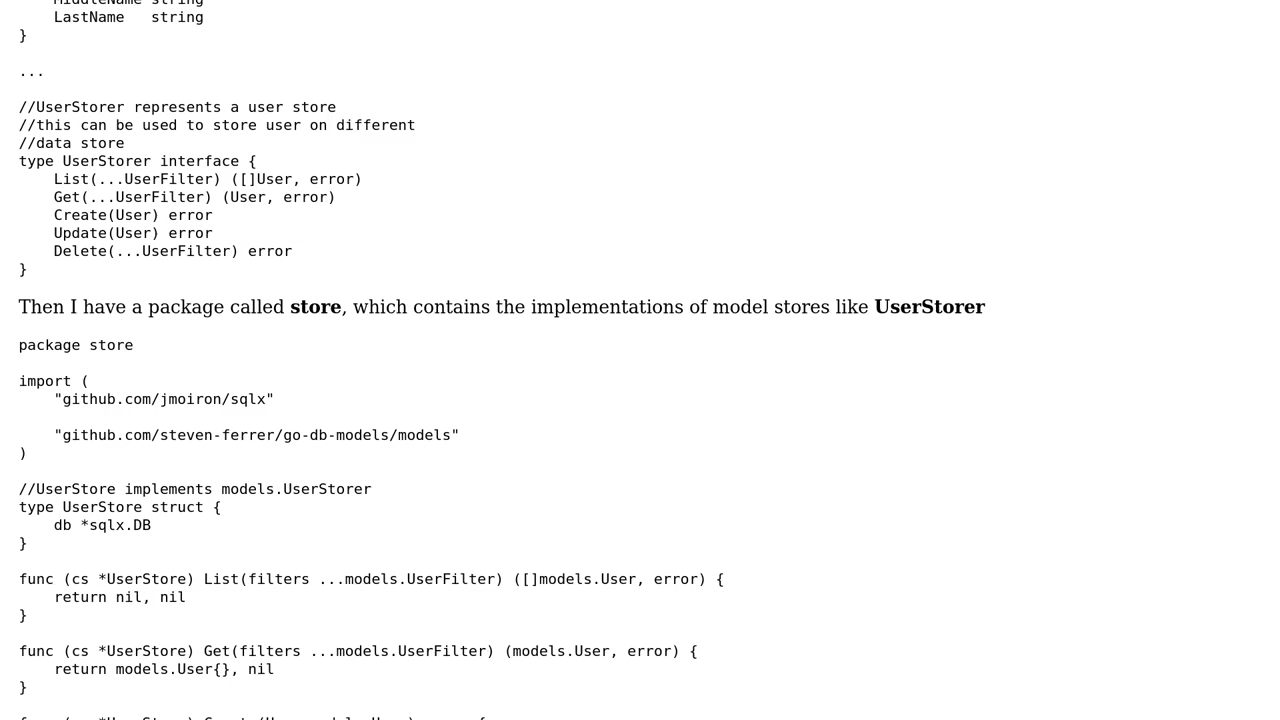 MiddleName string
LastName   string
}
...
//UserStorer represents a user store
//this can be used to store user on different
//data store
type UserStorer interface {
List(...UserFilter) ([]User, error)
Get(...UserFilter) (User, error)
Create(User) error
Update(User) error
Delete(...UserFilter) error
}
Then I have a package called store, which contains the implementations of model stores like UserStorer
package store
import (
"github.com/jmoiron/sqlx"
"github.com/steven-ferrer/go-db-models/models"
)
//UserStore implements models.UserStorer
type UserStore struct {
db *sqlx.DB
}
func (cs *UserStore) List(filters ...models.UserFilter) ([]models.User, error) {
return nil, nil
}
func (cs *UserStore) Get(filters ...models.UserFilter) (models.User, error) {
return models.User{}, nil
}